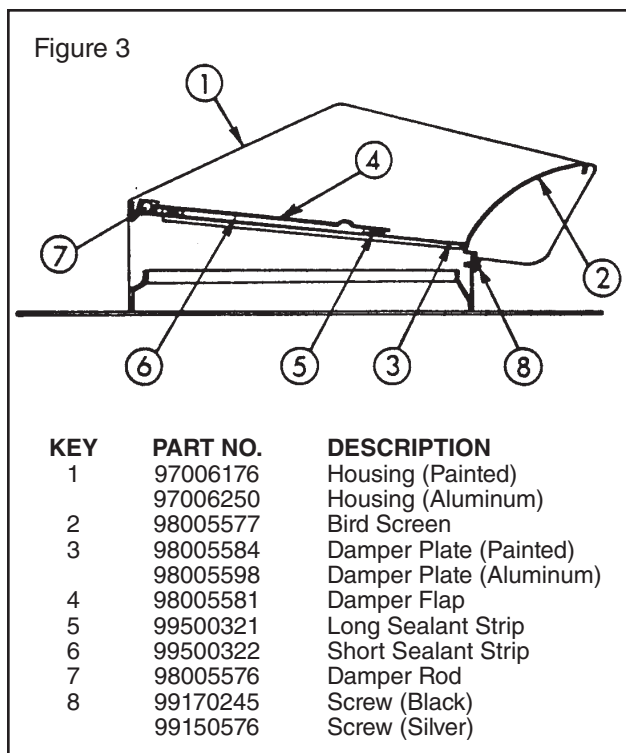 Figure 3
1
4
7
2
6
5
3
8
KEY PART NO. DESCRIPTION
1 97006176 Housing (Painted)
97006250 Housing (Aluminum)
2 98005577 Bird Screen
3 98005584 Damper Plate (Painted)
98005598 Damper Plate (Aluminum)
4 98005581 Damper Flap
5 99500321 Long Sealant Strip
6 99500322 Short Sealant Strip
7 98005576 Damper Rod
8 99170245 Screw (Black)
99150576 Screw (Silver)